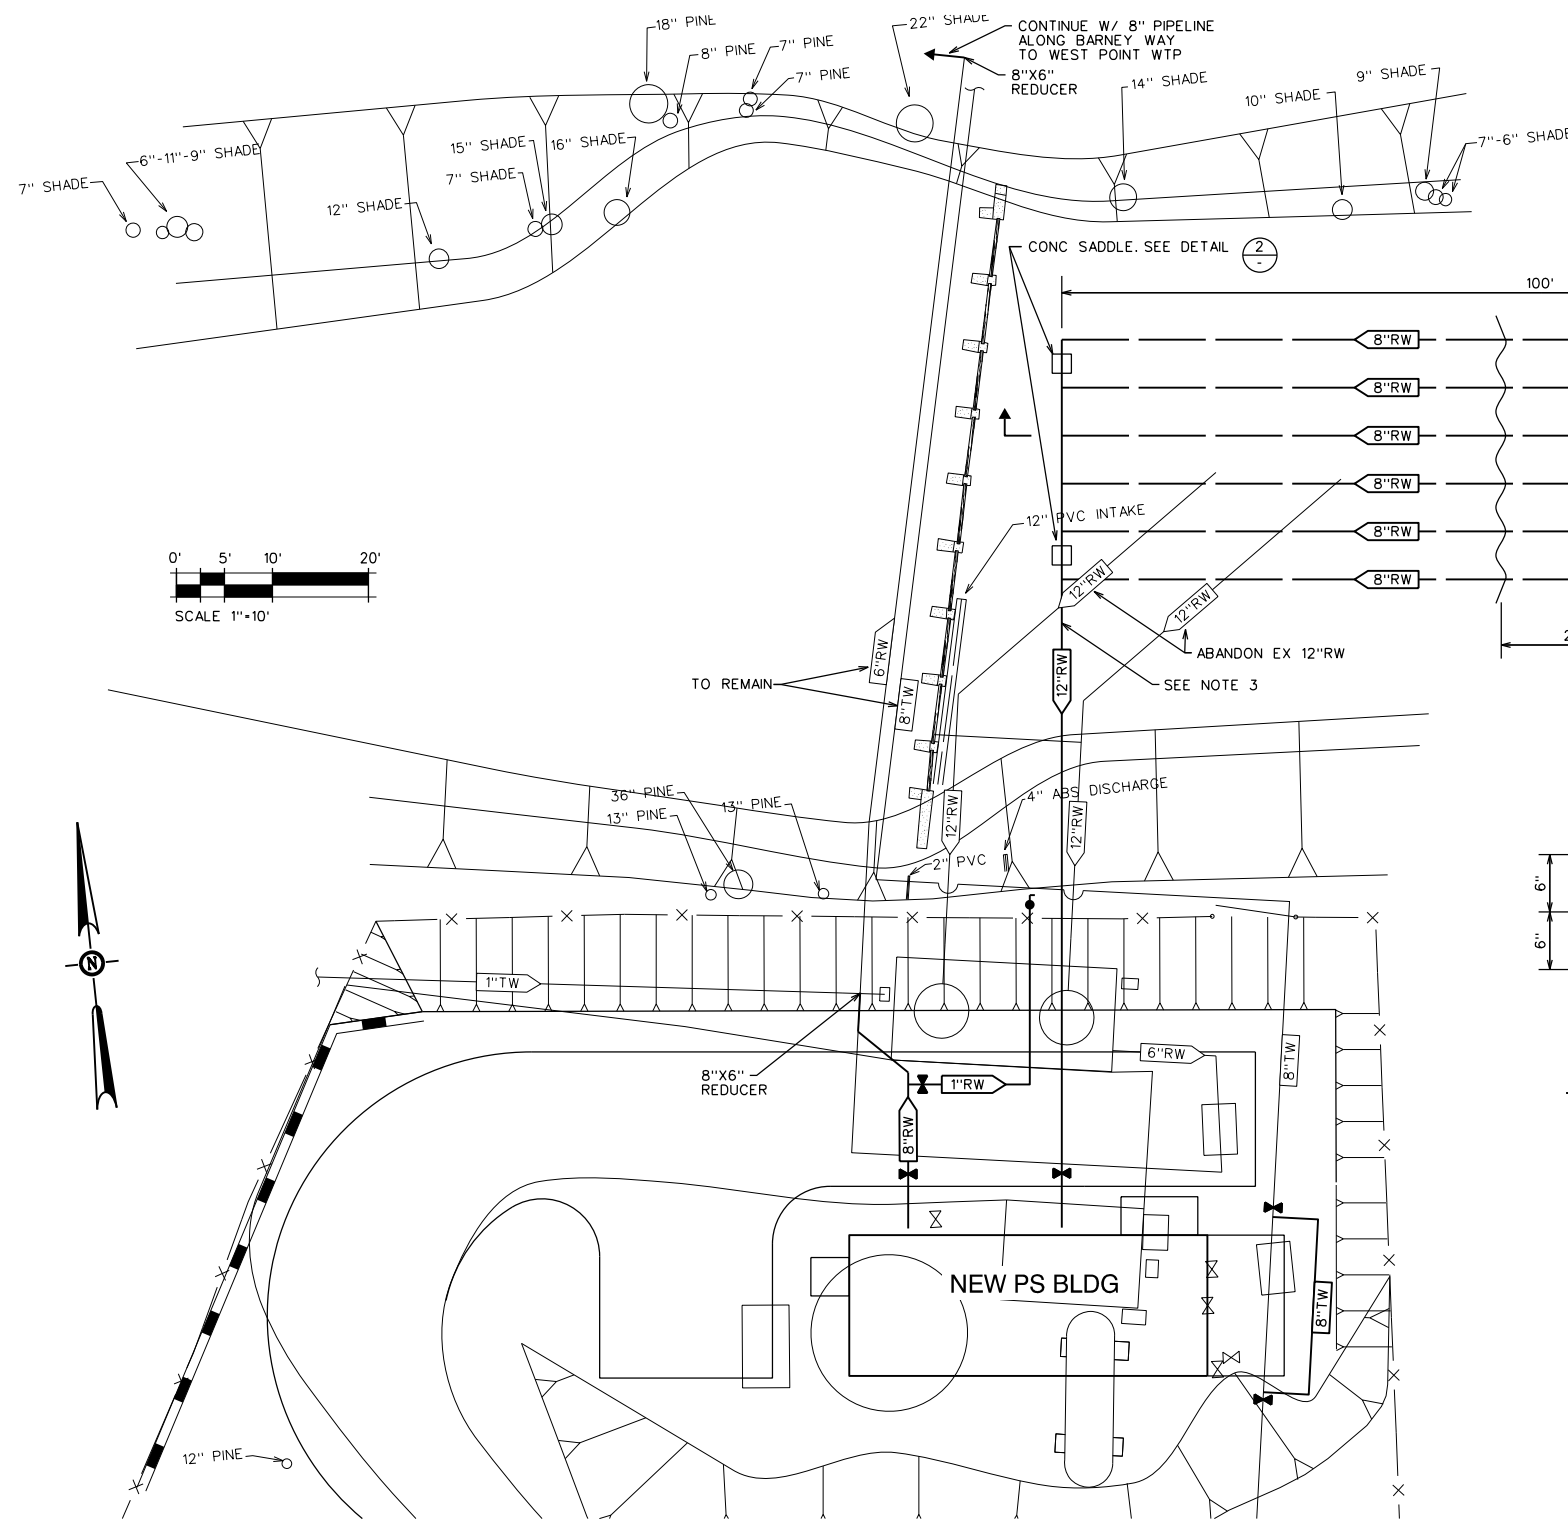 18" PINE
8" PINE
7" PINE
7" PINE
22" SHADE
CONTINUE W/ 8" PIPELINE
ALONG BARNEY WAY
TO WEST POINT WTP
8"X6"
REDUCER
14" SHADE
9" SHADE
10" SHADE
7"-6" SHADE
6"-11"-9" SHADE
7" SHADE
15" SHADE
16" SHADE
7" SHADE
12" SHADE
CONC SADDLE. SEE DETAIL
2
-
100'
8"RW
8"RW
8"RW
8"RW
8"RW
8"RW
12" PVC INTAKE
0' 5' 10' 20'
SCALE 1"=10'
12"RW
12"RW
ABANDON EX 12"RW
SEE NOTE 3
12"RW
6"RW
TO REMAIN
8"TW
36" PINE
13" PINE
13" PINE
12"RW
4" ABS DISCHARGE
12"RW
2" PVC
6"
6"
N
1"TW
8"X6"
REDUCER
1"RW
6"RW
8"TW
8"RW
NEW PS BLDG
8"TW
12" PINE